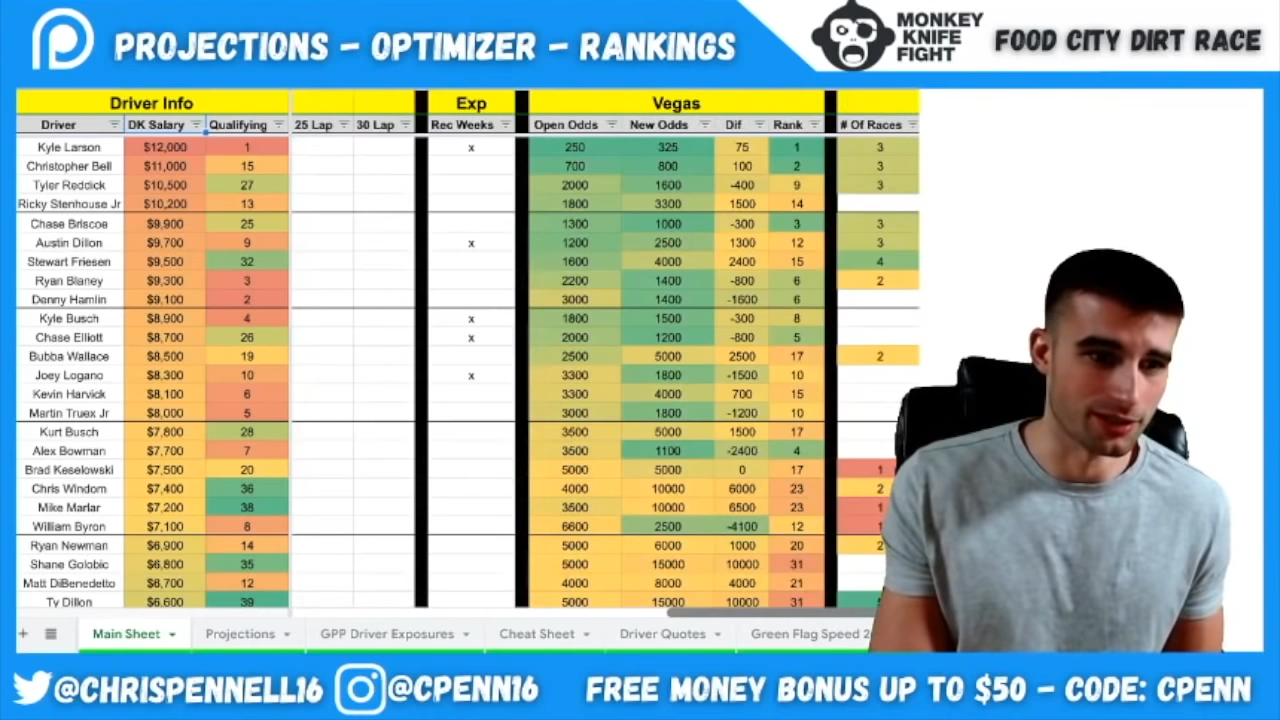 PROJECTIONS - OPTIMIZER - RANKINGS
MONKEY
KNIFE
FIGHT
FOOD CITY DIRT RACE
Driver Info Exp Vegas
Driver DK Salary Qualifying 25 Lap 30 Lap Rec Weeks Open Odds New Odds Dif Rank # Of Races
Kyle Larson $12,000 1 x 250 325 75 1 3
Christopher Bell $11,000 15 700 800 100 2 3
Tyler Reddick $10,500 27 2000 1600 -400 9 3
Ricky Stenhouse Jr $10,200 13 1800 3300 1500 14
Chase Briscoe $9,900 25 1300 1000 -300 3 3
Austin Dillon $9,700 9 x 1200 2500 1300 12 3
Stewart Friesen $9,500 32 1600 4000 2400 15 4
Ryan Blaney $9,300 3 2200 1400 -800 6 2
Denny Hamlin $9,100 2 3000 1400 -1600 6
Kyle Busch $8,900 4 x 1800 1500 -300 8
Chase Elliott $8,700 26 x 2000 1200 -800 5
Bubba Wallace $8,500 19 2500 5000 2500 17 2
Joey Logano $8,300 10 x 3300 1800 -1500 10
Kevin Harvick $8,100 6 3300 4000 700 15
Martin Truex Jr $8,000 5 3000 1800 -1200 10
Kurt Busch $7,800 28 3500 5000 1500 17
Alex Bowman $7,700 7 3500 1100 -2400 4
Brad Keselowski $7,500 20 5000 5000 0 17 1
Chris Windom $7,400 36 4000 10000 6000 23 2
Mike Marlar $7,200 38 3500 10000 6500 23 1
William Byron $7,100 8 6600 2500 -4100 12 1
Ryan Newman $6,900 14 5000 6000 1000 20 2
Shane Golobic $6,800 35 5000 15000 10000 31
Matt DiBenedetto $6,700 12 4000 8000 4000 21
Ty Dillon $6,600 39 5000 15000 10000 31
+ Main Sheet Projections GPP Driver Exposures Cheat Sheet Driver Quotes Green Flag Speed
@CHRISPENNELL16 @CPENN16 FREE MONEY BONUS UP TO $50 - CODE: CPENN